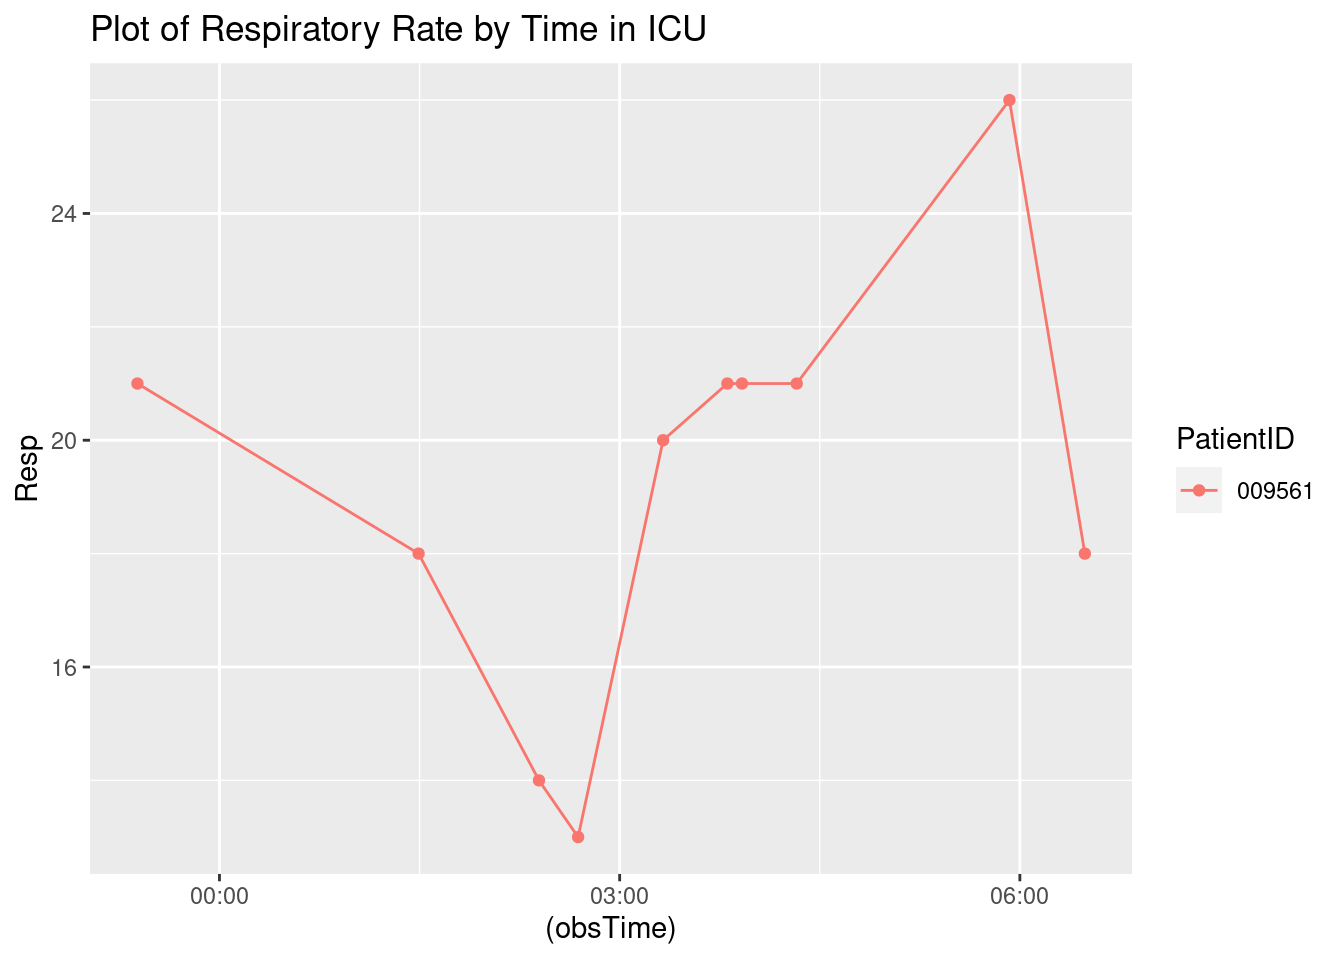 Plot of Respiratory Rate by Time in ICU
24
20
16
Resp
00:00
03:00
06:00
(obsTime)
PatientID
009561